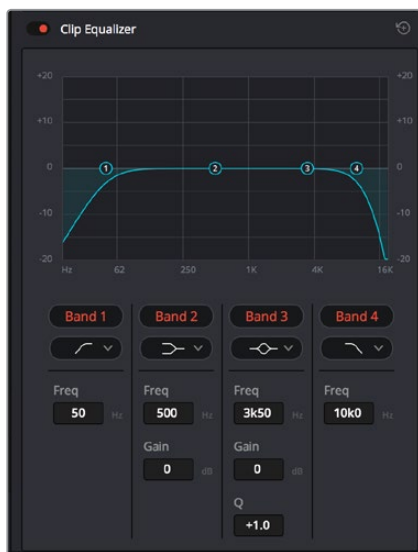 Clip Equalizer
+20 +20
+10 +10
0 1 2 3 4 0
-10 -10
-20 -20
Hz 62 250 1K 4K 16K
Band 1 Band 2 Band 3 Band 4
Freq Freq Freq Freq
50 Hz 500 Hz 3k50 Hz 10k0 Hz
Gain Gain
0 dB 0 dB
Q
+1.0